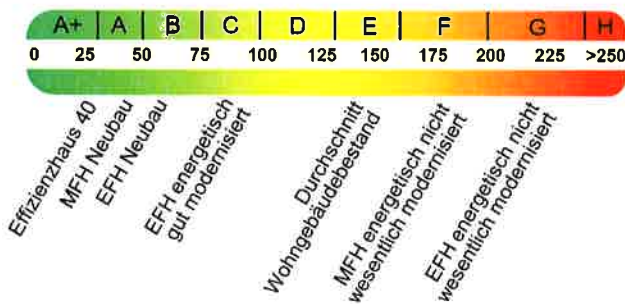 A+ A B C D E F G H
0 25 50 75 100 125 150 175 200 225 >250
Effizienzhaus 40
MFH Neubau
EFH Neubau
EFH energetisch
gut modernisiert
Durchschnitt
Wohngebäudebestand
MFH energetisch nicht
wesentlich modernisiert
EFH energetisch nicht
wesentlich modernisiert